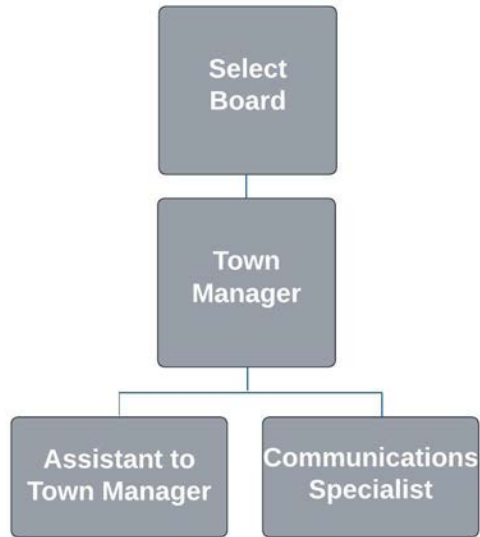 Select
Board
Town
Manager
Assistant to
Town Manager
Communications
Specialist